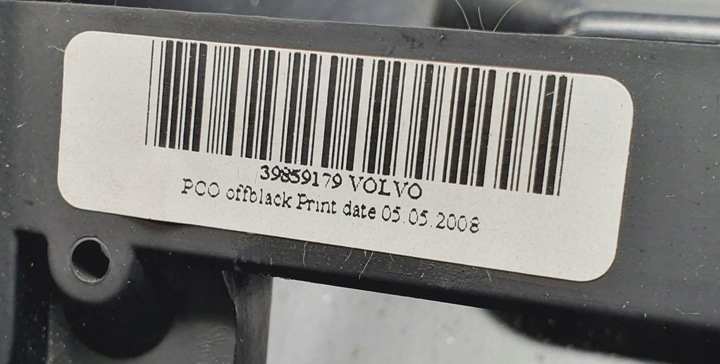 39859179 VOLVO
PCO offblack Print date 05.05.2008